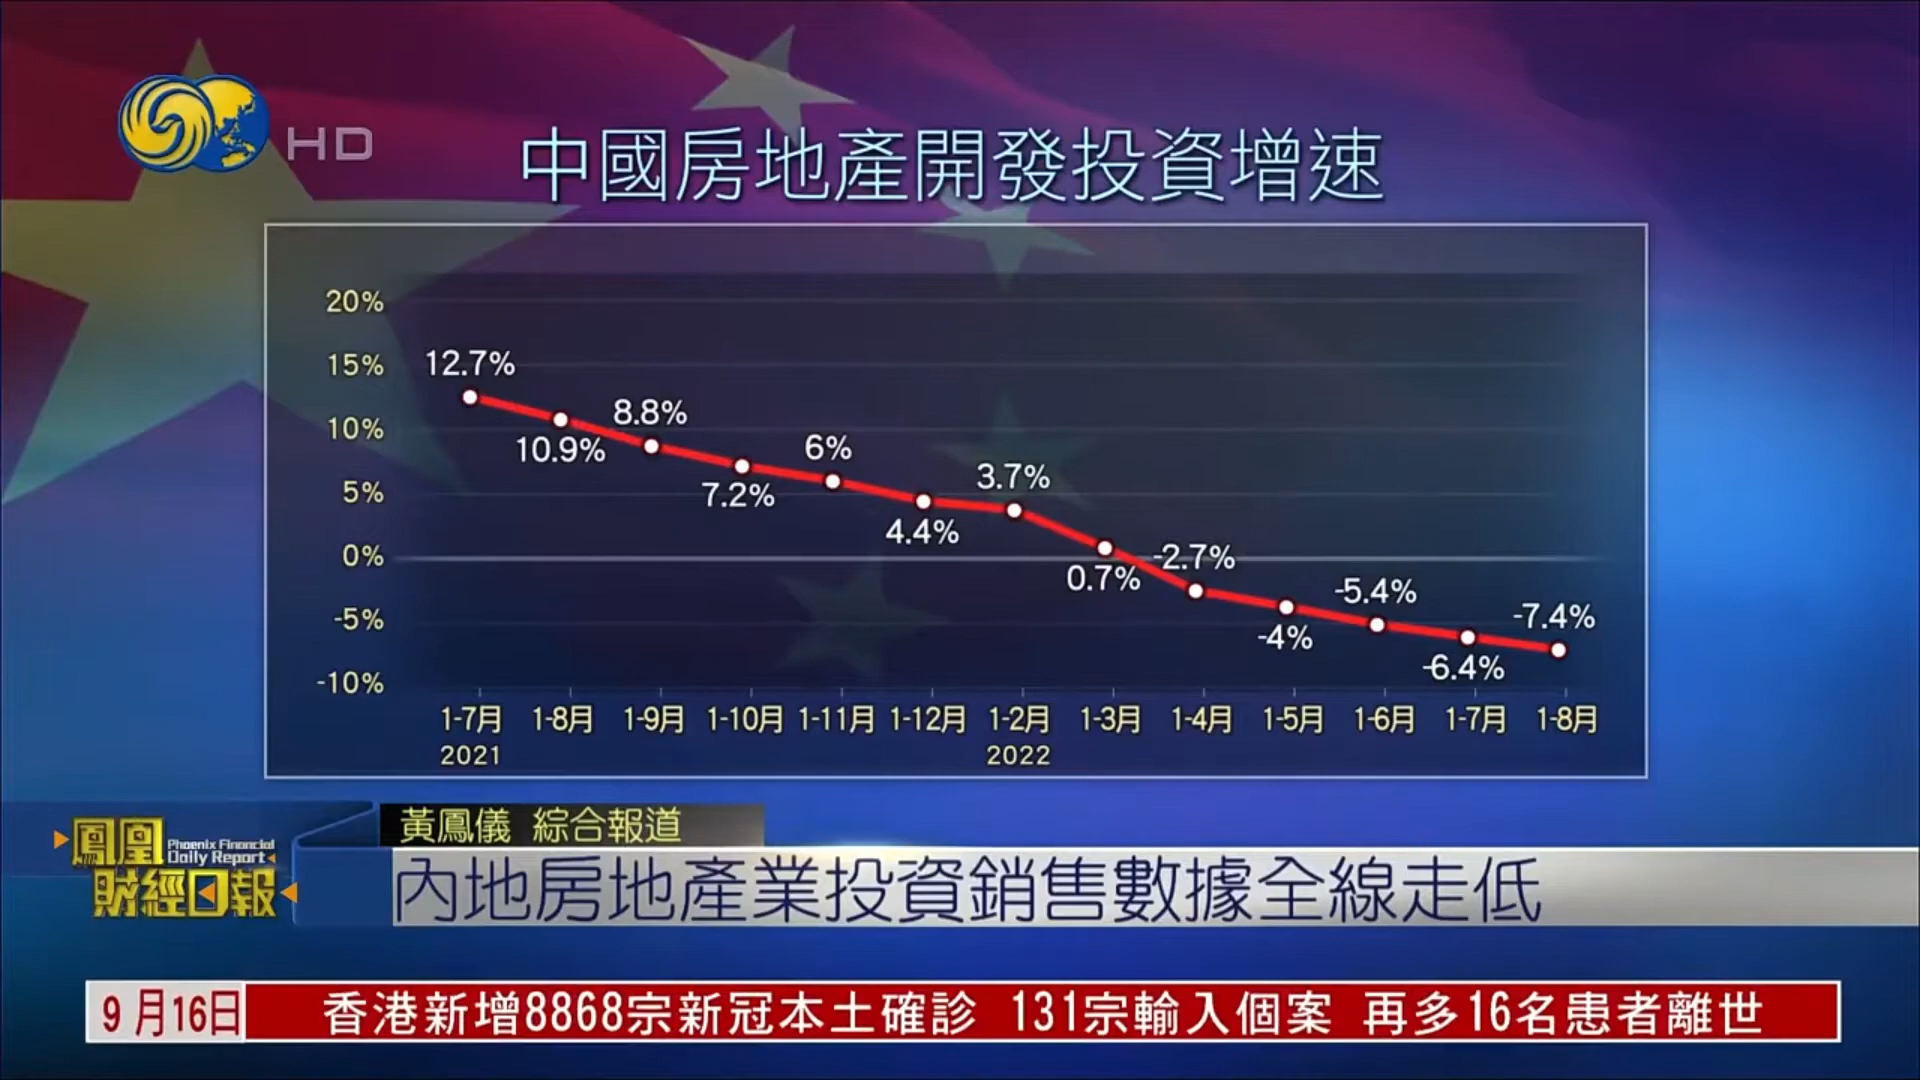 HD
中國房地產開發投資增速
20%
15%
10%
5%
0%
-5%
-10%
12.7%
10.9%
8.8%
7.2%
6%
4.4%
3.7%
0.7%
-2.7%
-4%
-5.4%
-6.4%
-7.4%
1-7月 1-8月 1-9月 1-10月 1-11月 1-12月 1-2月 1-3月 1-4月 1-5月 1-6月 1-7月 1-8月
2021 2022
黃鳳儀 綜合報道
鳳凰 Phoenix Financial Daily Report
財經日報
內地房地產業投資銷售數據全線走低
9月16日 香港新增8868宗新冠本土確診 131宗輸入個案 再多16名患者離世